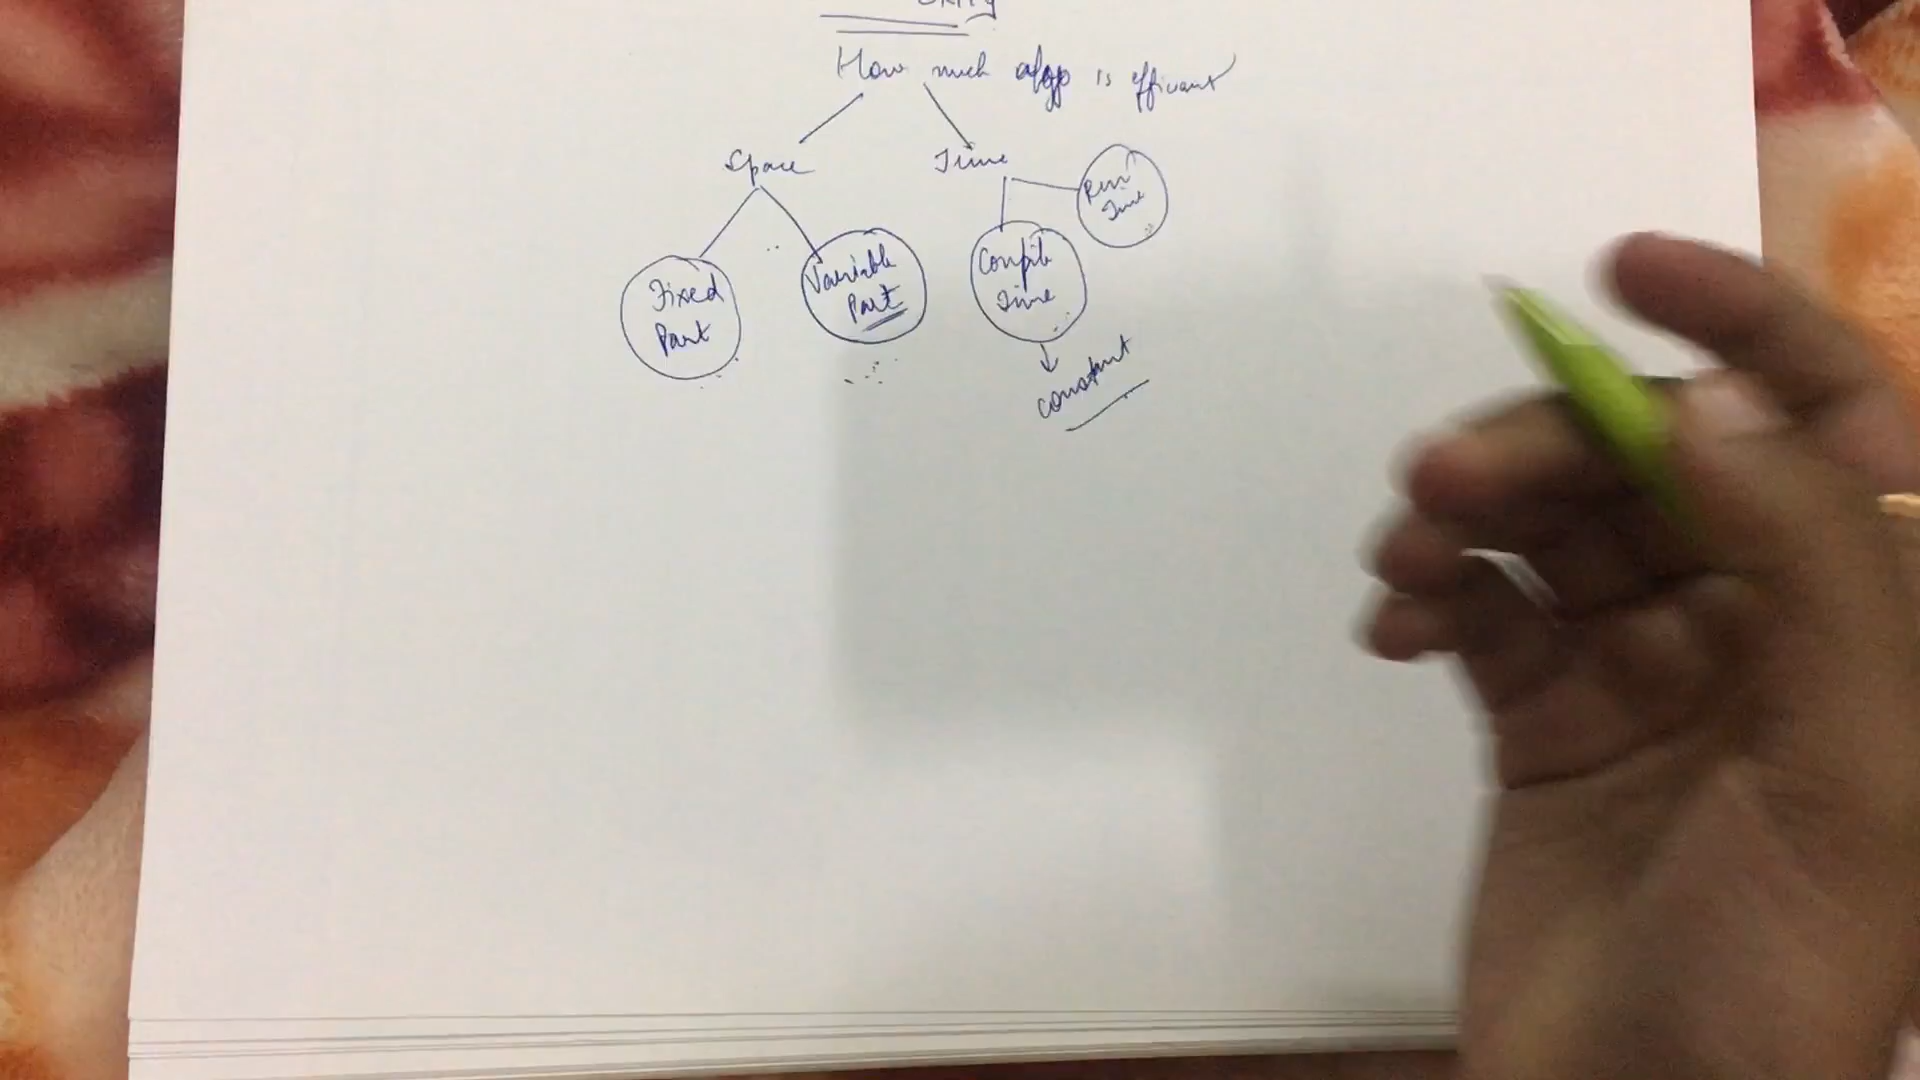 How much algo is efficient
Space Time
Run
Time
Fixed
Part
Variable
Part
Compile
Time
constant